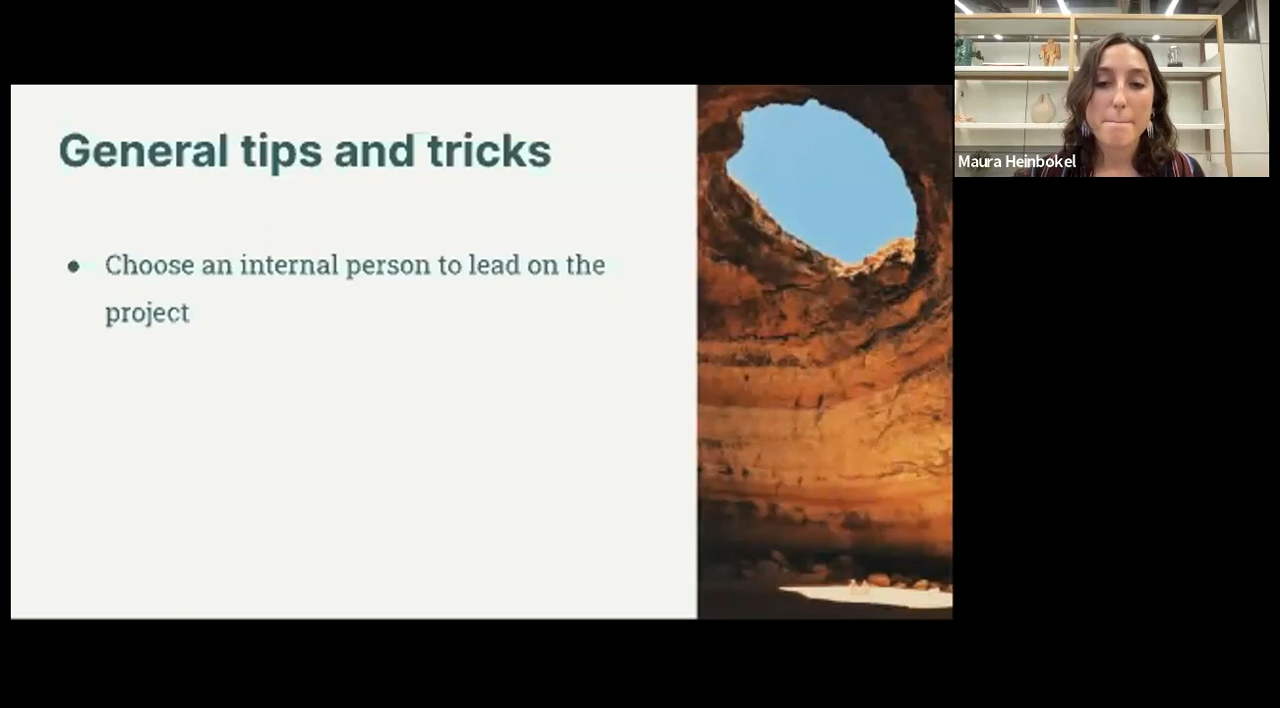 General tips and tricks
Choose an internal person to lead on the
project
Maura Heinbokel